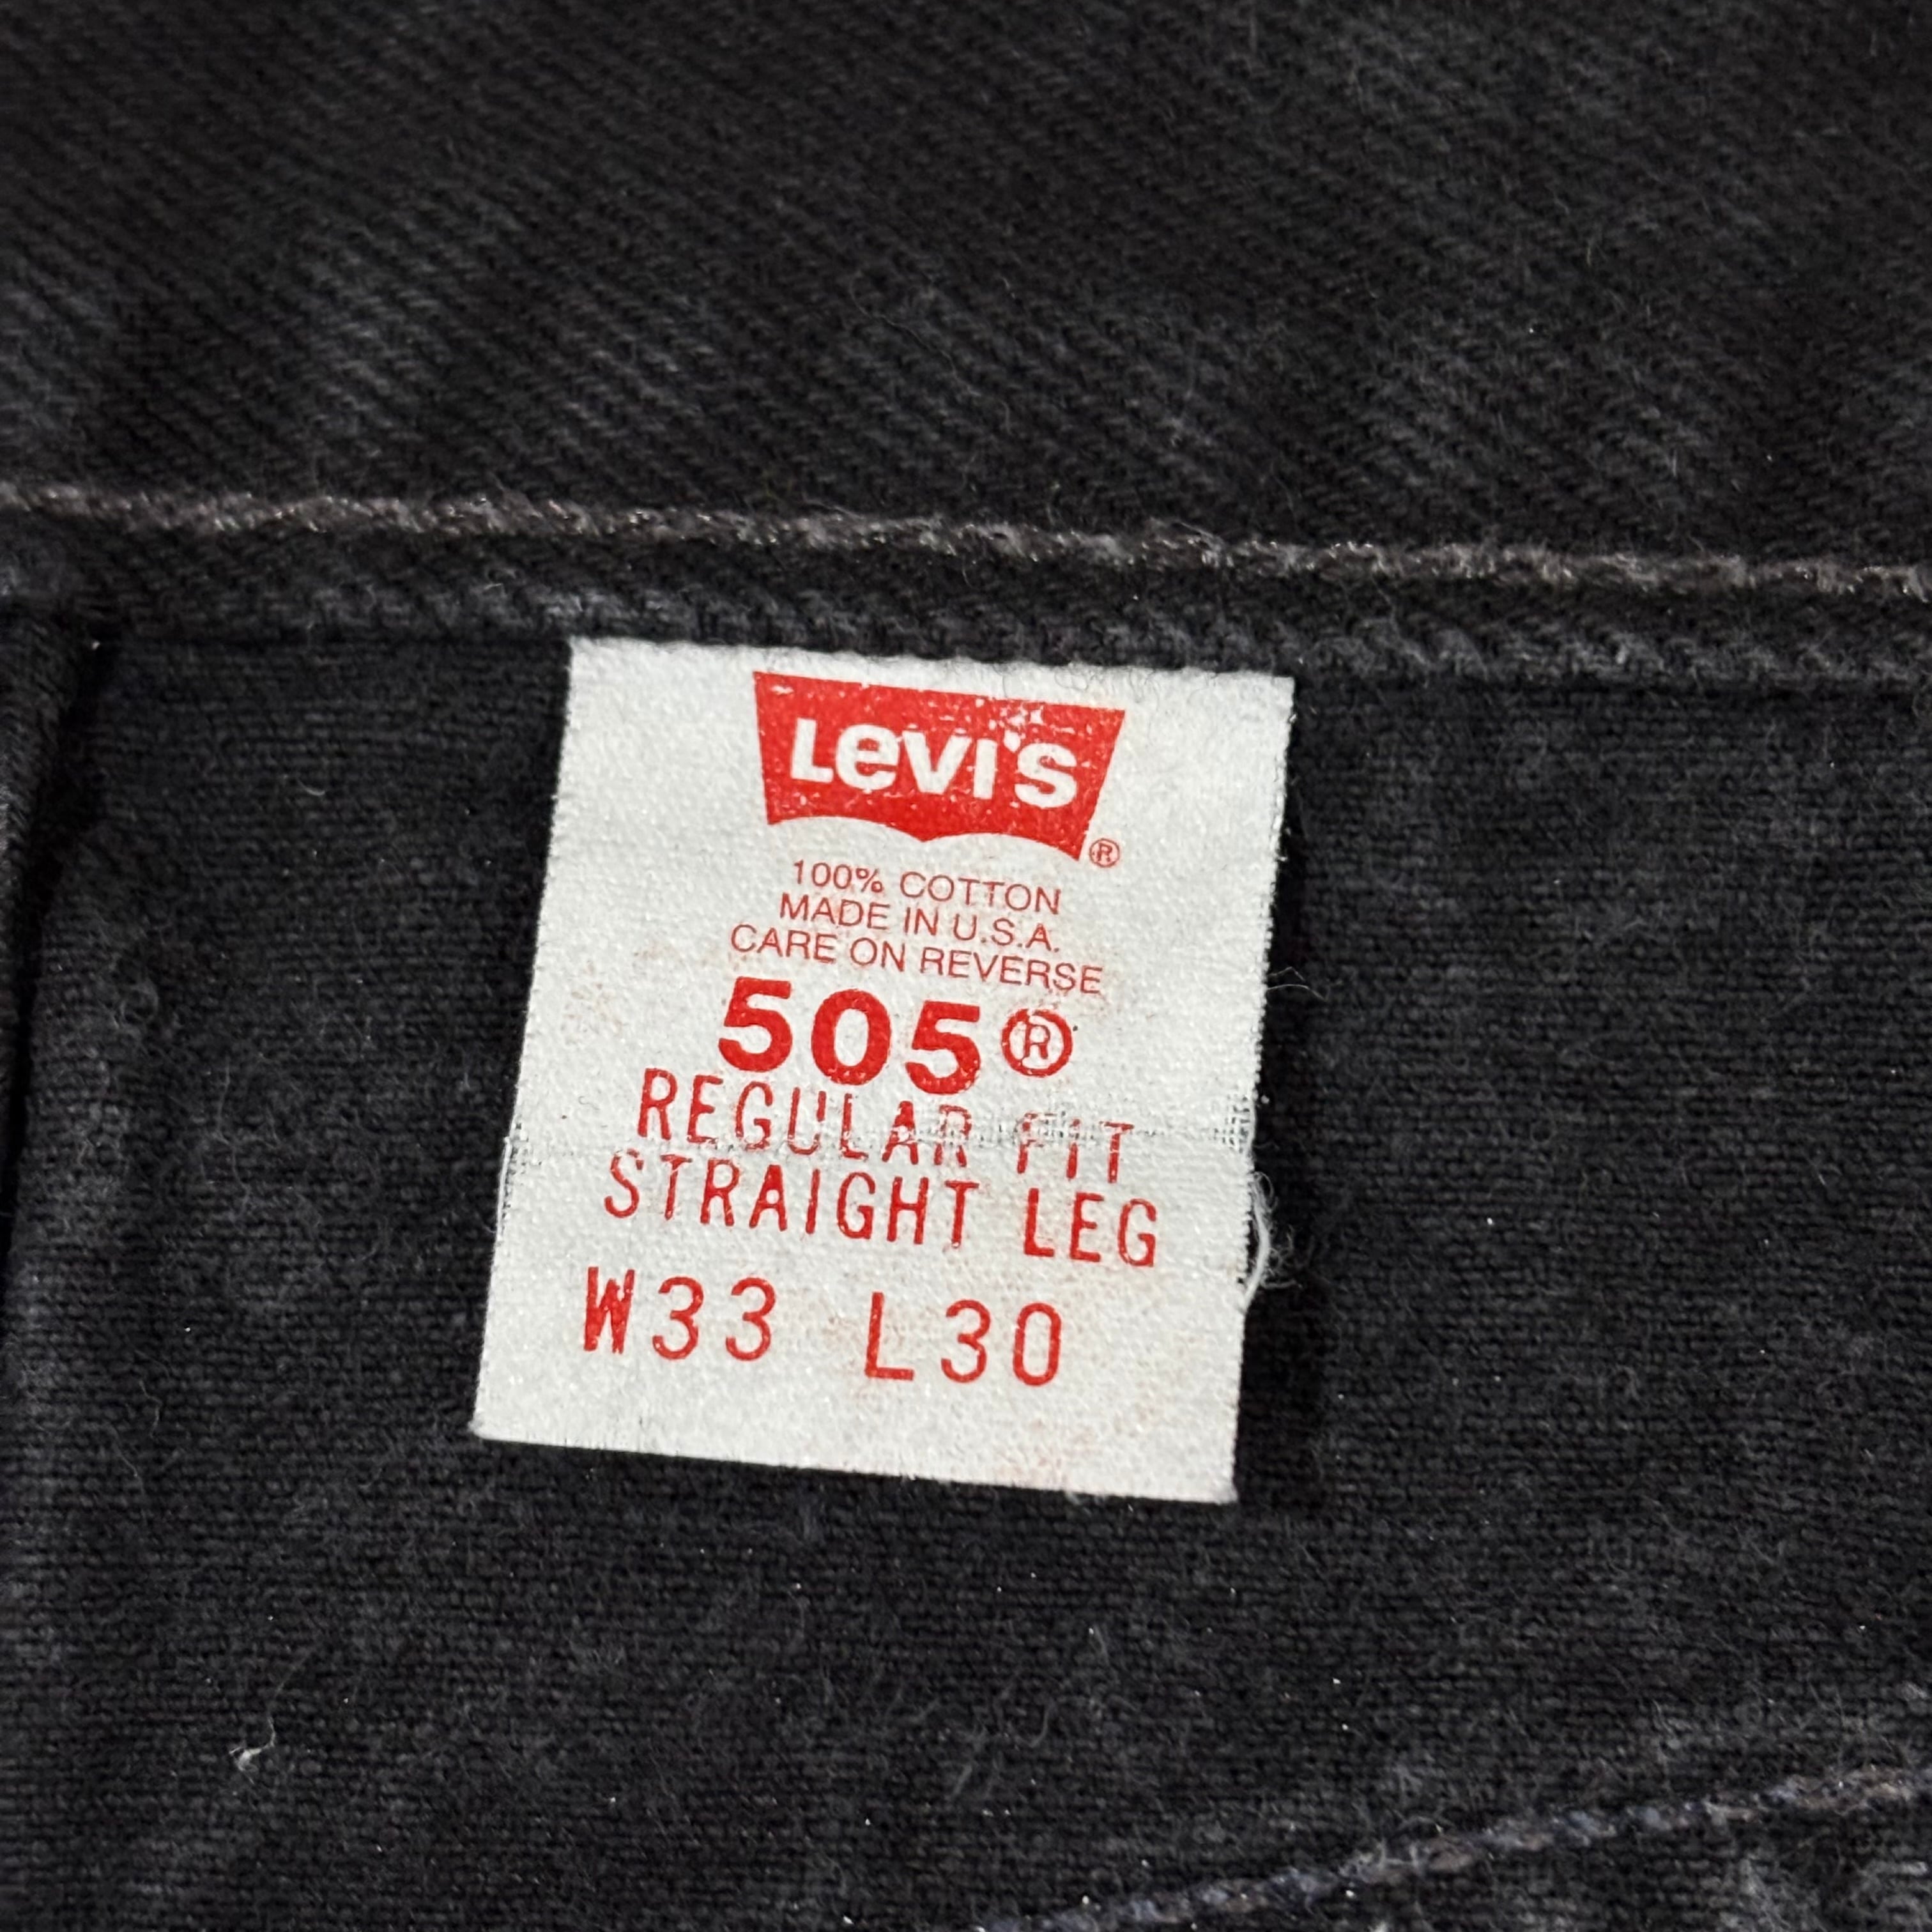 Levi's
®
100% COTTON
MADE IN U.S.A.
CARE ON REVERSE
505®
REGULAR FIT
STRAIGHT LEG
W33 L30